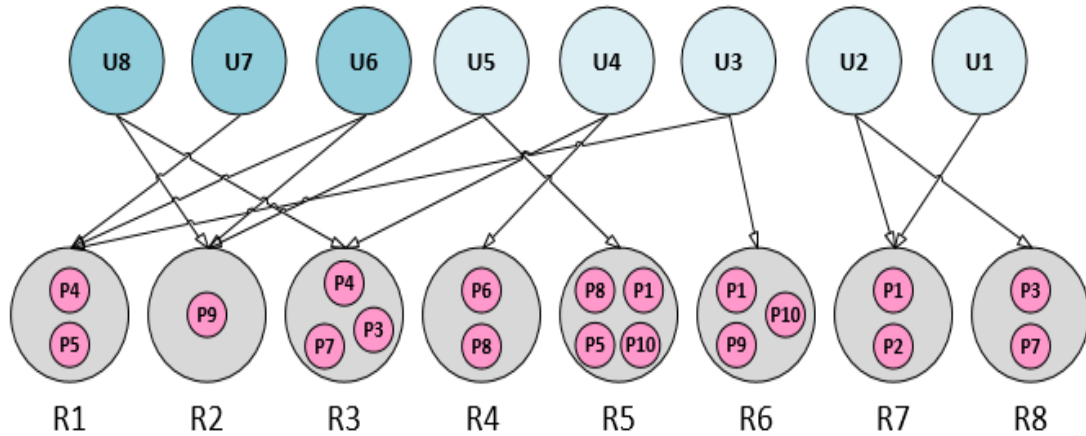 U8 U7 U6 U5 U4 U3 U2 U1
P4 P9 P4 P6 P8 P1 P1 P10 P1 P3
P5 P7 P3 P8 P5 P10 P9 P2 P7
R1 R2 R3 R4 R5 R6 R7 R8